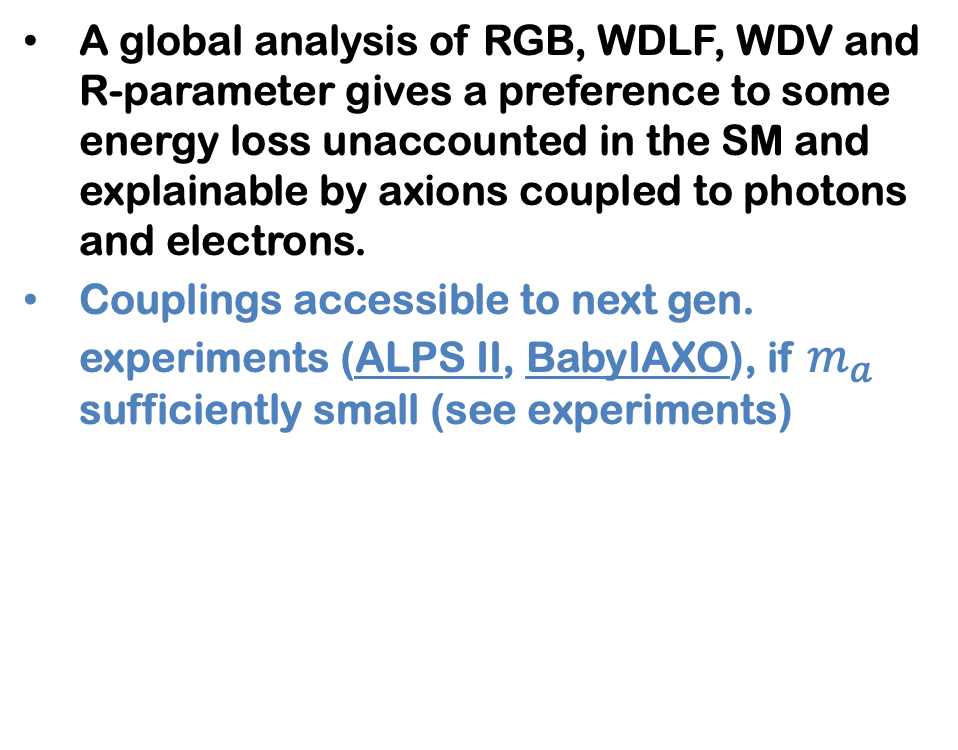 • A global analysis of RGB, WDLF, WDV and
R-parameter gives a preference to some
energy loss unaccounted in the SM and
explainable by axions coupled to photons
and electrons.
• Couplings accessible to next gen.
experiments (ALPS II, BabyIAXO), if 𝑚ₐ
sufficiently small (see experiments)